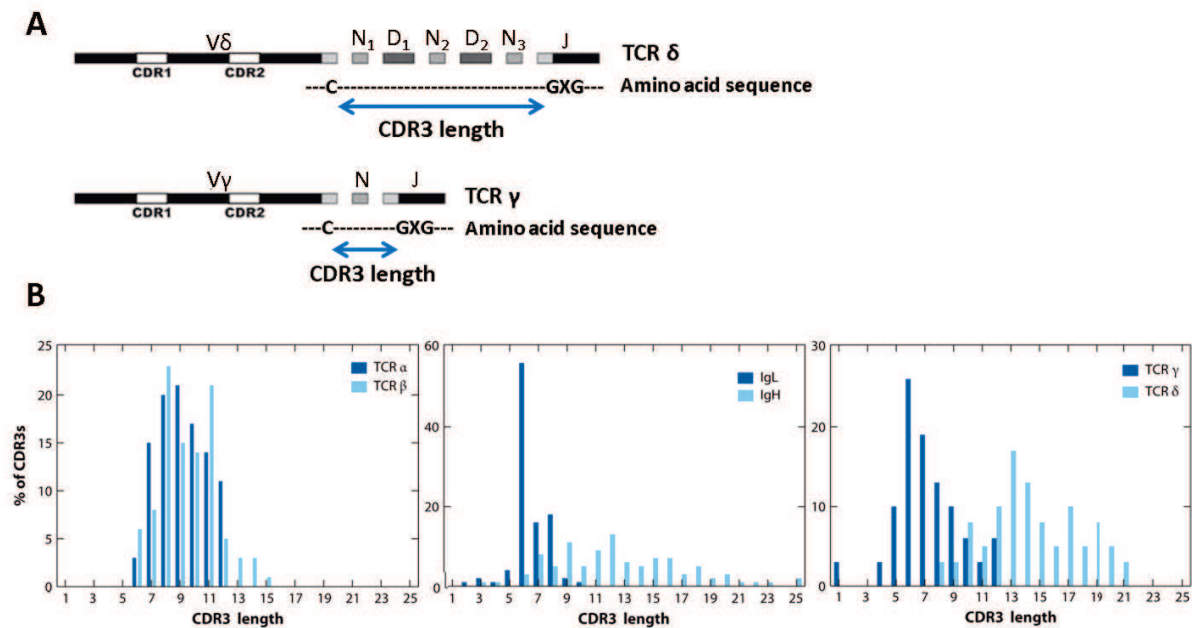 A
Vδ N1 D1 N2 D2 N3 J
TCR δ
CDR1 CDR2
---C-----------------------------GXG---
Amino acid sequence
CDR3 length
Vγ N J
TCR γ
CDR1 CDR2
---C---------GXG---
Amino acid sequence
CDR3 length
B
% of CDR3s
25
20
15
10
5
0
TCR α
TCR β
1 3 5 7 9 11 13 15 17 19 21 23 25
CDR3 length
60
40
20
0
IgL
IgH
1 3 5 7 9 11 13 15 17 19 21 23 25
CDR3 length
30
20
10
0
TCR γ
TCR δ
1 3 5 7 9 11 13 15 17 19 21 23 25
CDR3 length